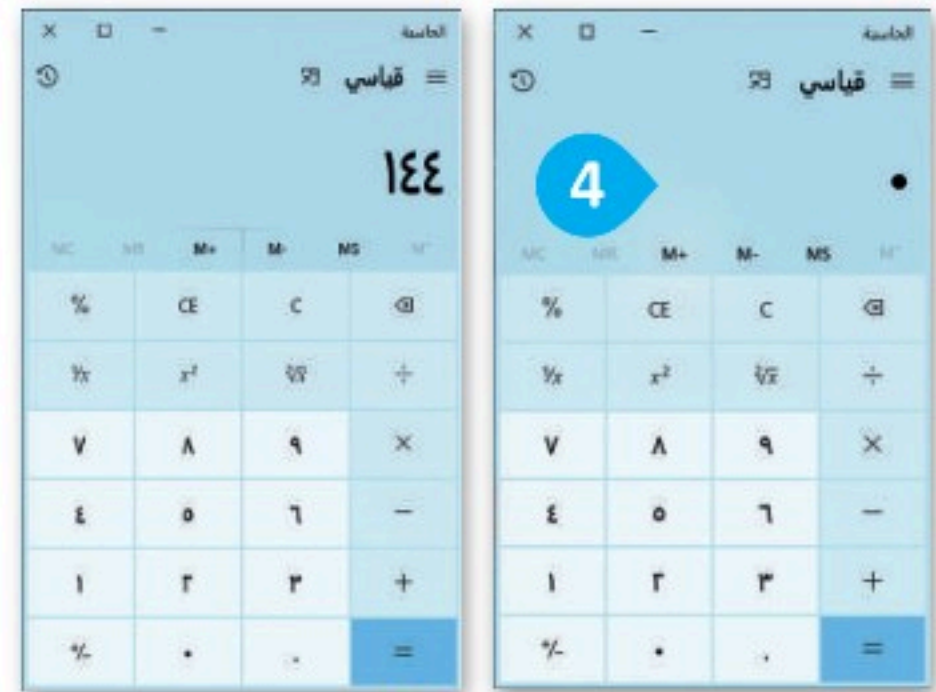 الحاسبة
قياسي
١٤٤
MC MR M+ M- MS M˅
% CE C
¹/x x² ²√x ÷
٧ ٨ ٩ ×
٤ ٥ ٦ −
١ ٢ ٣ +
+/- ٠ . =
الحاسبة
قياسي
4
٠
MC MR M+ M- MS M˅
% CE C
¹/x x² ²√x ÷
٧ ٨ ٩ ×
٤ ٥ ٦ −
١ ٢ ٣ +
+/- ٠ . =